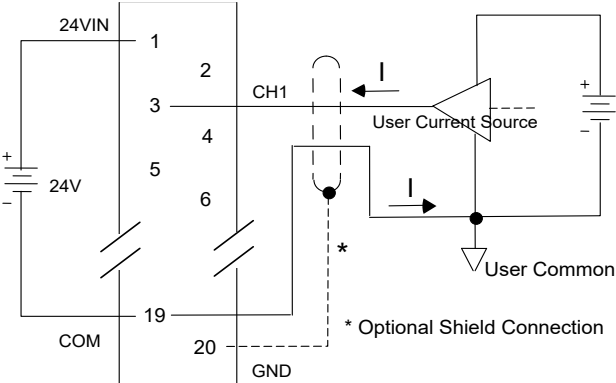 24VIN
1
2
I
CH1
3
User Current Source
+
−
4
5
+
24V
−
6
I
*
User Common
19
* Optional Shield Connection
COM
20
GND